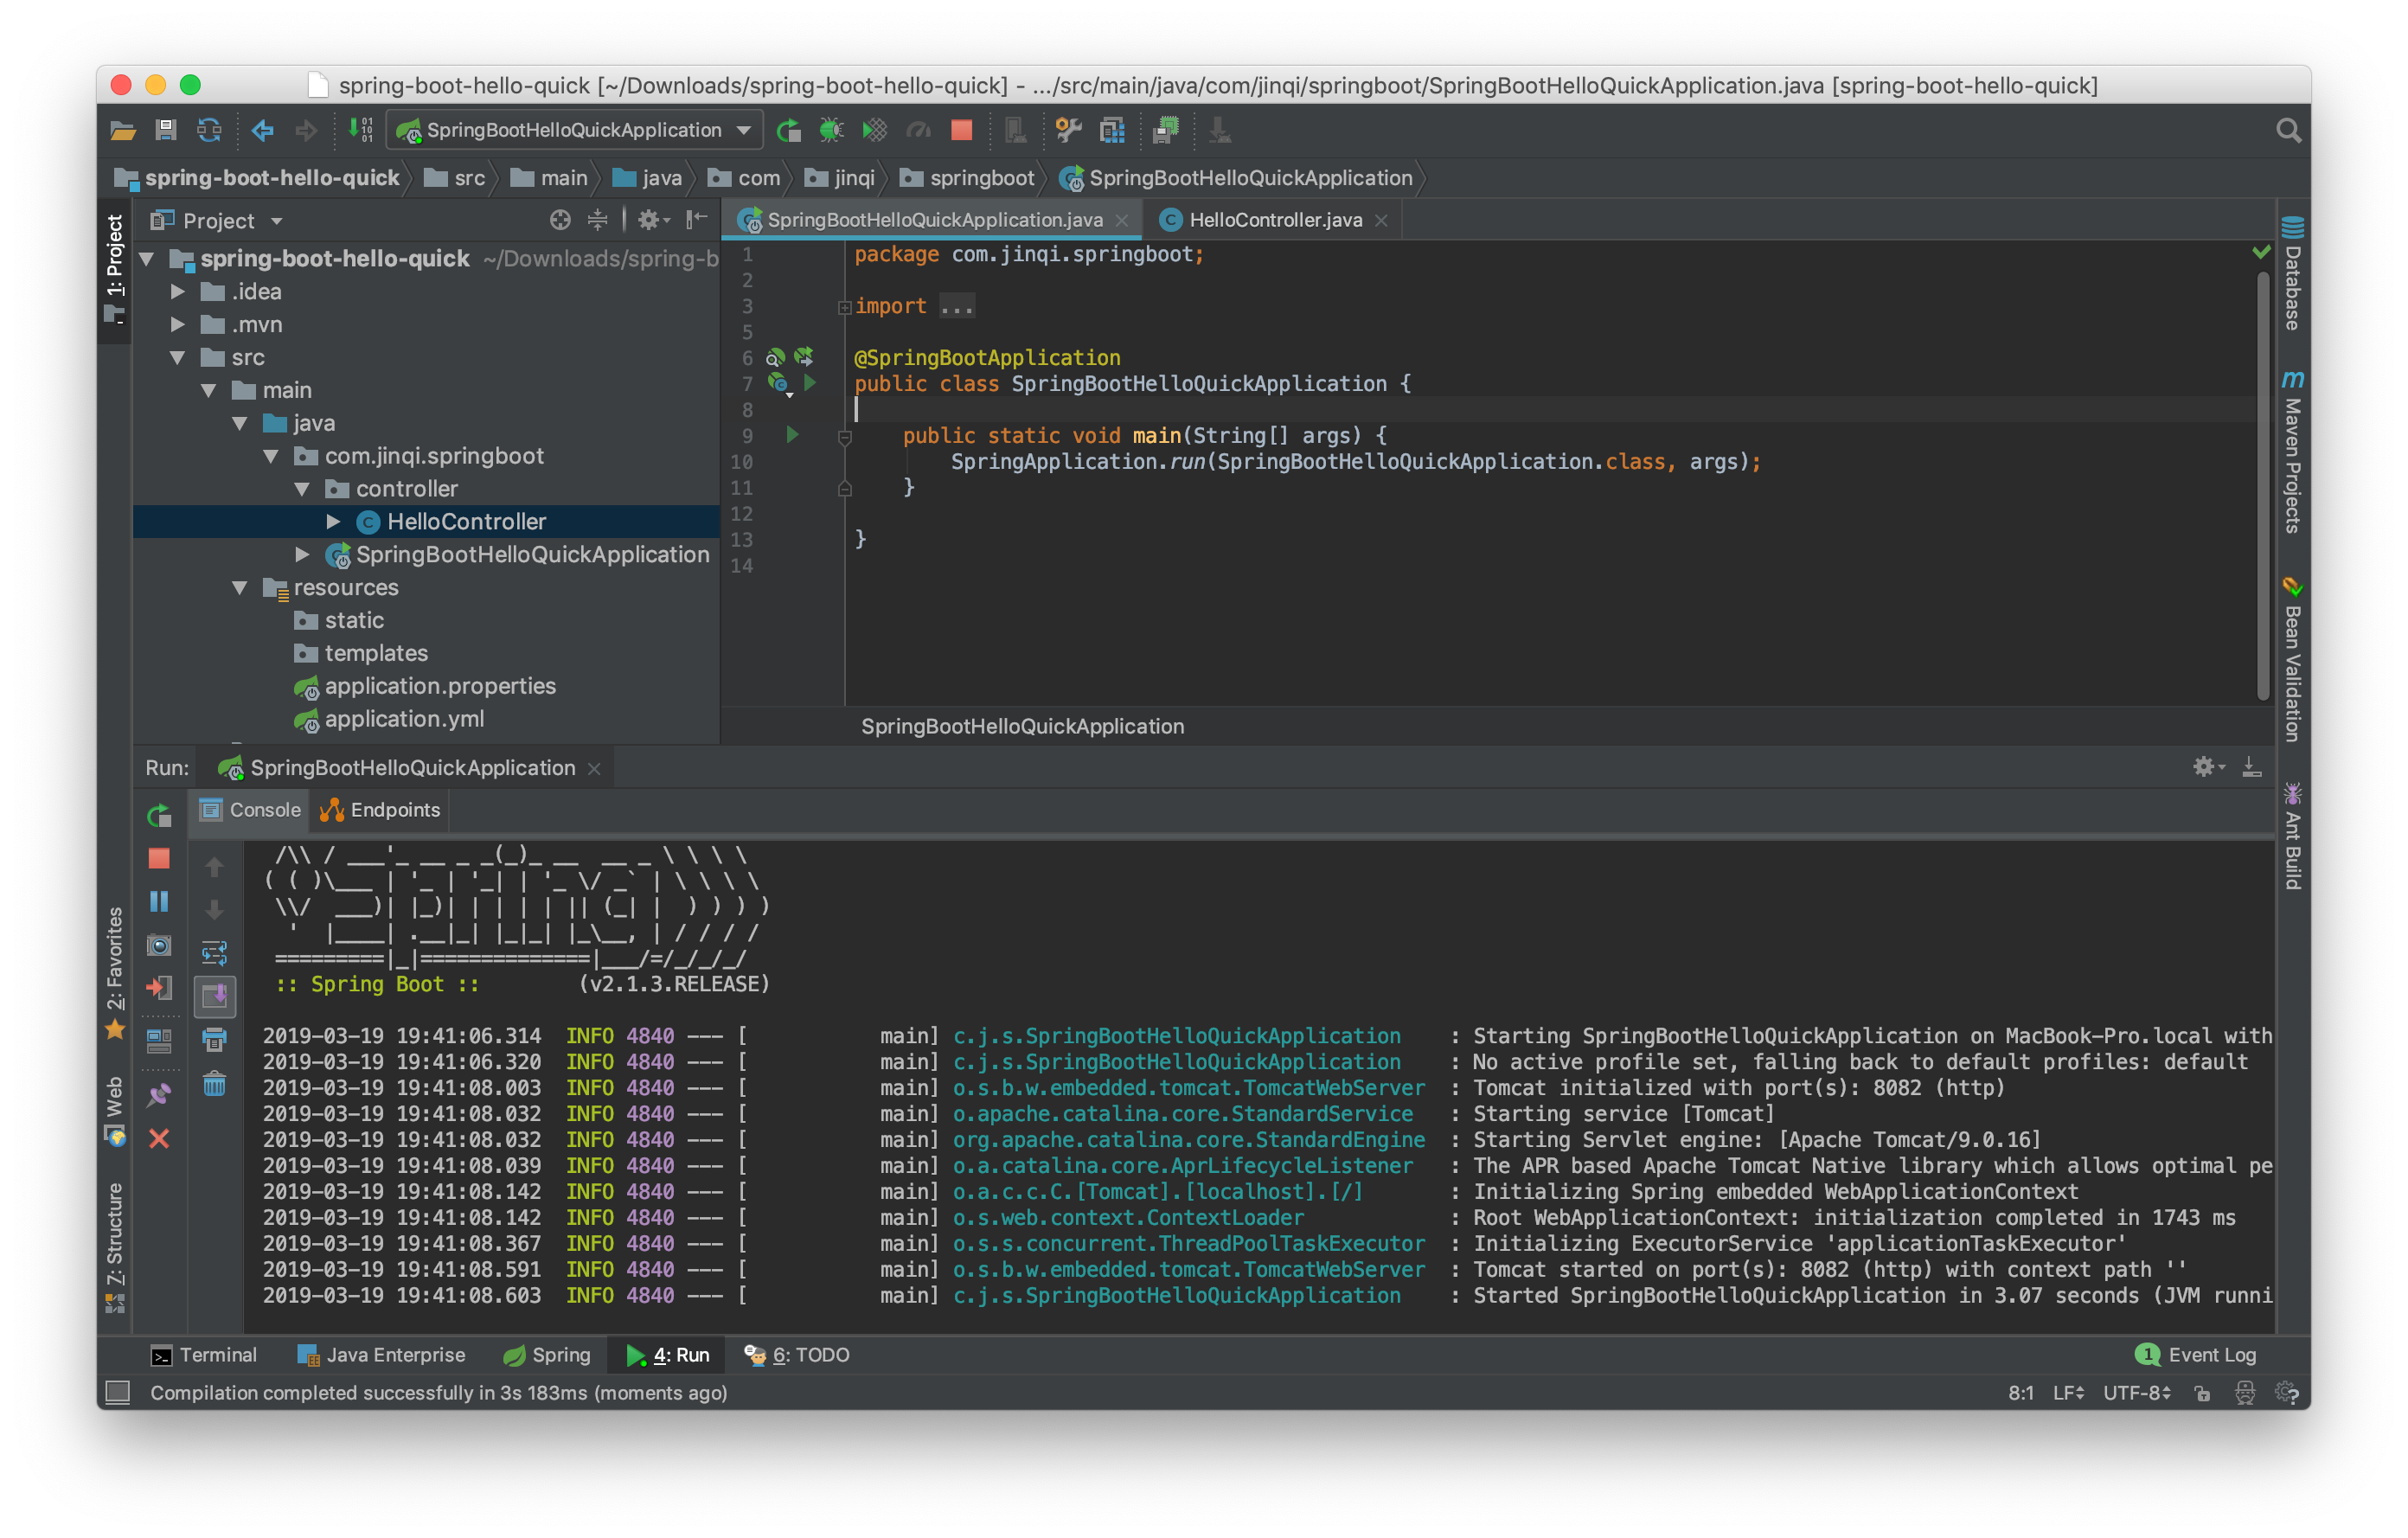 spring-boot-hello-quick [~/Downloads/spring-boot-hello-quick] - .../src/main/java/com/jinqi/springboot/SpringBootHelloQuickApplication.java [spring-boot-hello-quick]
SpringBootHelloQuickApplication
spring-boot-hello-quick src main java com jinqi springboot SpringBootHelloQuickApplication
1: Project
2: Favorites
Web
7: Structure
Project
spring-boot-hello-quick ~/Downloads/spring-b
.idea
.mvn
src
main
java
com.jinqi.springboot
controller
HelloController
SpringBootHelloQuickApplication
resources
static
templates
application.properties
application.yml
SpringBootHelloQuickApplication.java HelloController.java
1 package com.jinqi.springboot;
2
3 import ...
5
6 @SpringBootApplication
7 public class SpringBootHelloQuickApplication {
8
9 public static void main(String[] args) {
10 SpringApplication.run(SpringBootHelloQuickApplication.class, args);
11 }
12
13 }
14
SpringBootHelloQuickApplication
Database
Maven Projects
Bean Validation
Ant Build
Run: SpringBootHelloQuickApplication
Console Endpoints
 /\\ / ___'_ __ _ _(_)_ __  __ _ \ \ \ \
( ( )\___ | '_ | '_| | '_ \/ _` | \ \ \ \
 \\/  ___)| |_)| | | | | || (_| |  ) ) ) )
  '  |____| .__|_| |_|_| |_\__, | / / / /
 =========|_|==============|___/=/_/_/_/
:: Spring Boot :: (v2.1.3.RELEASE)
2019-03-19 19:41:06.314 INFO 4840 --- [ main] c.j.s.SpringBootHelloQuickApplication : Starting SpringBootHelloQuickApplication on MacBook-Pro.local with
2019-03-19 19:41:06.320 INFO 4840 --- [ main] c.j.s.SpringBootHelloQuickApplication : No active profile set, falling back to default profiles: default
2019-03-19 19:41:08.003 INFO 4840 --- [ main] o.s.b.w.embedded.tomcat.TomcatWebServer : Tomcat initialized with port(s): 8082 (http)
2019-03-19 19:41:08.032 INFO 4840 --- [ main] o.apache.catalina.core.StandardService : Starting service [Tomcat]
2019-03-19 19:41:08.032 INFO 4840 --- [ main] org.apache.catalina.core.StandardEngine : Starting Servlet engine: [Apache Tomcat/9.0.16]
2019-03-19 19:41:08.039 INFO 4840 --- [ main] o.a.catalina.core.AprLifecycleListener : The APR based Apache Tomcat Native library which allows optimal pe
2019-03-19 19:41:08.142 INFO 4840 --- [ main] o.a.c.c.C.[Tomcat].[localhost].[/] : Initializing Spring embedded WebApplicationContext
2019-03-19 19:41:08.142 INFO 4840 --- [ main] o.s.web.context.ContextLoader : Root WebApplicationContext: initialization completed in 1743 ms
2019-03-19 19:41:08.367 INFO 4840 --- [ main] o.s.s.concurrent.ThreadPoolTaskExecutor : Initializing ExecutorService 'applicationTaskExecutor'
2019-03-19 19:41:08.591 INFO 4840 --- [ main] o.s.b.w.embedded.tomcat.TomcatWebServer : Tomcat started on port(s): 8082 (http) with context path ''
2019-03-19 19:41:08.603 INFO 4840 --- [ main] c.j.s.SpringBootHelloQuickApplication : Started SpringBootHelloQuickApplication in 3.07 seconds (JVM runni
Terminal Java Enterprise Spring 4: Run 6: TODO 1 Event Log
Compilation completed successfully in 3s 183ms (moments ago) 8:1 LF UTF-8